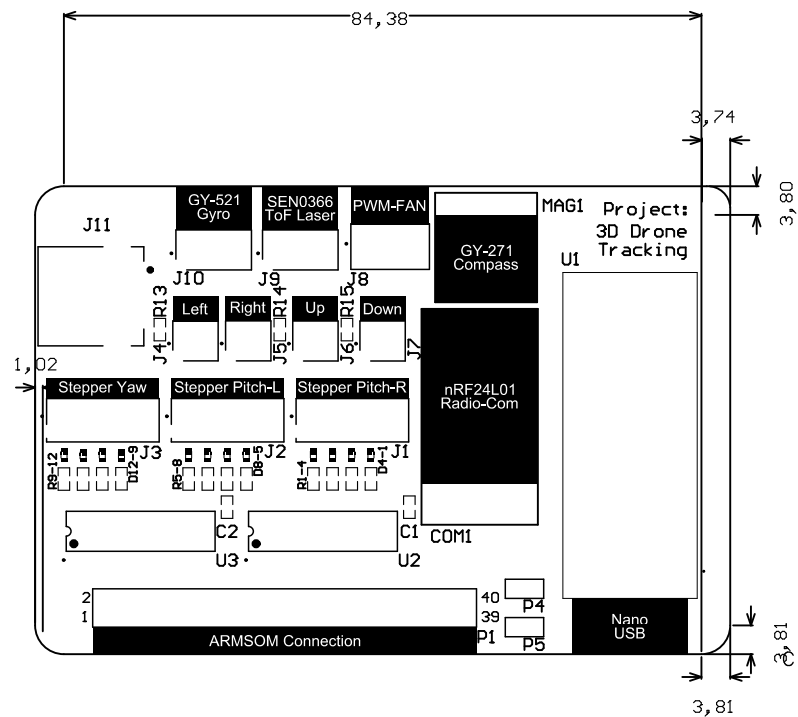 84,38
3,74
3,80
GY-521
Gyro
SEN0366
ToF Laser
PWM-FAN
MAG1
Project:
3D Drone
Tracking
J11
GY-271
Compass
U1
J10
J9
J8
R13
R14
R15
Left
Right
Up
Down
J4
J5
J6
J7
1,02
Stepper Yaw
Stepper Pitch-L
Stepper Pitch-R
nRF24L01
Radio-Com
J3
J2
J1
R9-12
D12-9
R5-8
D8-5
R1-4
D4-1
C2
C1
COM1
U3
U2
2
1
40
39
P4
P1
P5
ARMSOM Connection
Nano
USB
3,81
3,81